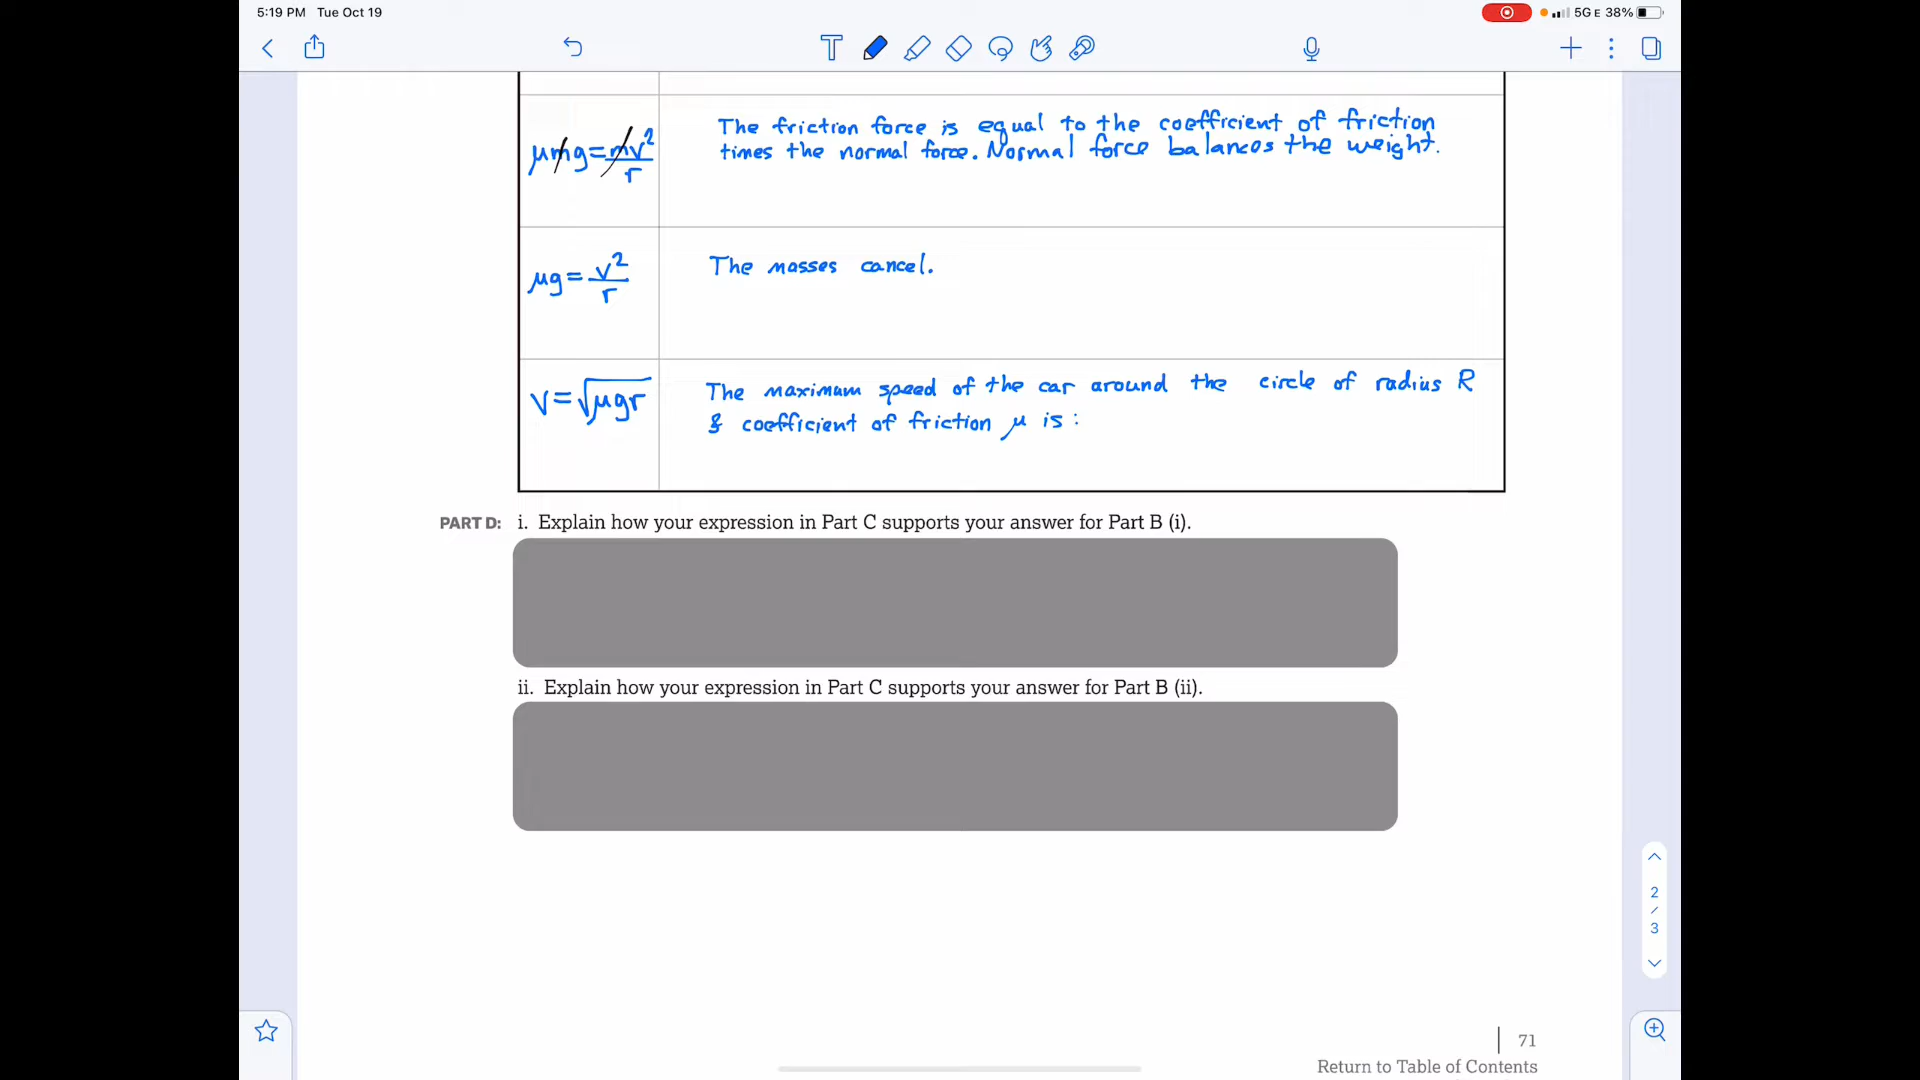 5:19 PM Tue Oct 19
5G E 38%
μmg = mv²/r
The friction force is equal to the coefficient of friction
times the normal force. Normal force balances the weight.
μg = v²/r
The masses cancel.
v = √μgr
The maximum speed of the car around the circle of radius R
& coefficient of friction μ is :
PART D: i. Explain how your expression in Part C supports your answer for Part B (i).
ii. Explain how your expression in Part C supports your answer for Part B (ii).
2
/
3
71
Return to Table of Contents